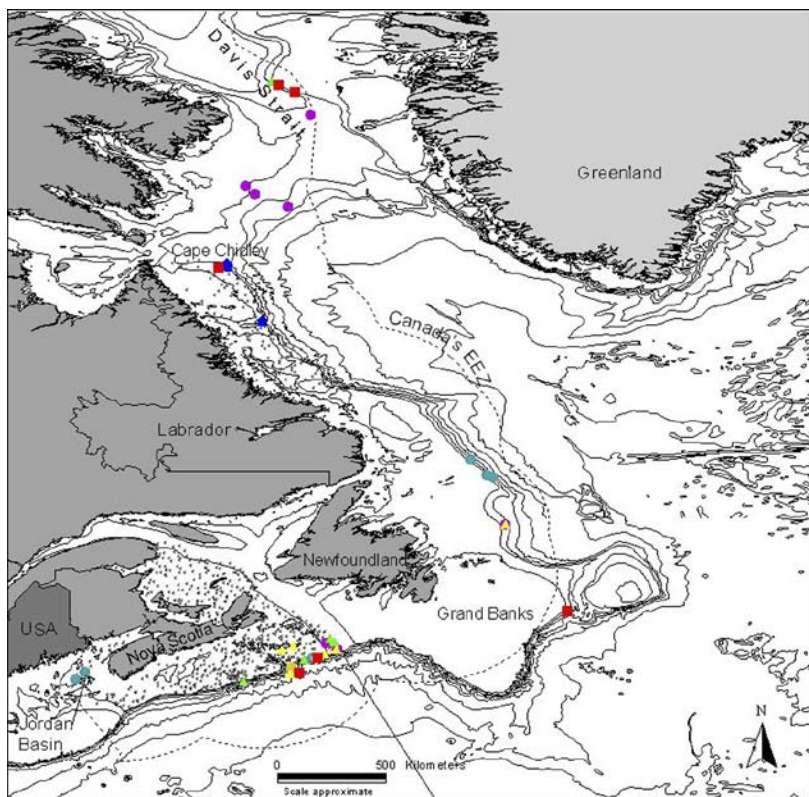 Davis Strait
Greenland
Cape Chidley
Canada's EEZ
Labrador
Newfoundland
Grand Banks
USA
Nova Scotia
Jordan
Basin
N
0 500 Kilometers
Scale approximate